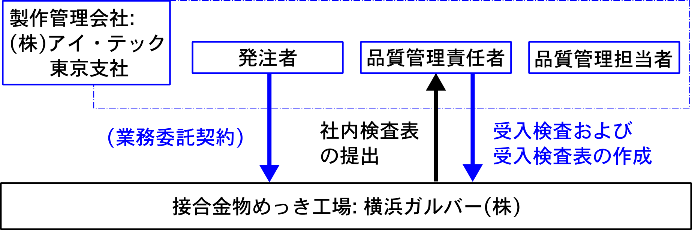 製作管理会社:
(株)アイ・テック
東京支社
発注者
品質管理責任者
品質管理担当者
(業務委託契約)
社内検査表
の提出
受入検査および
受入検査表の作成
接合金物めっき工場: 横浜ガルバー(株)